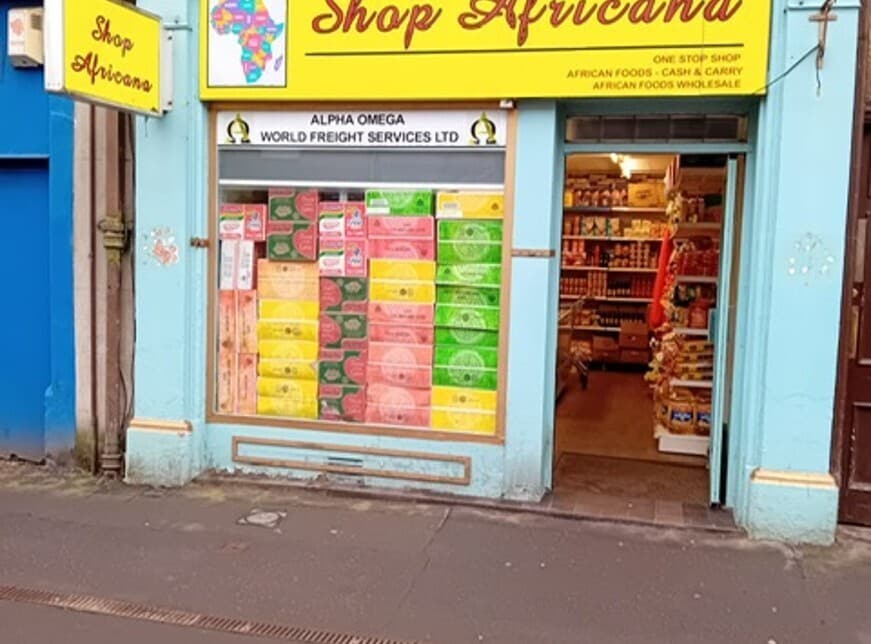 Shop Africana
Shop
Africana
ONE STOP SHOP
AFRICAN FOODS - CASH & CARRY
AFRICAN FOODS WHOLESALE
ALPHA OMEGA
WORLD FREIGHT SERVICES LTD